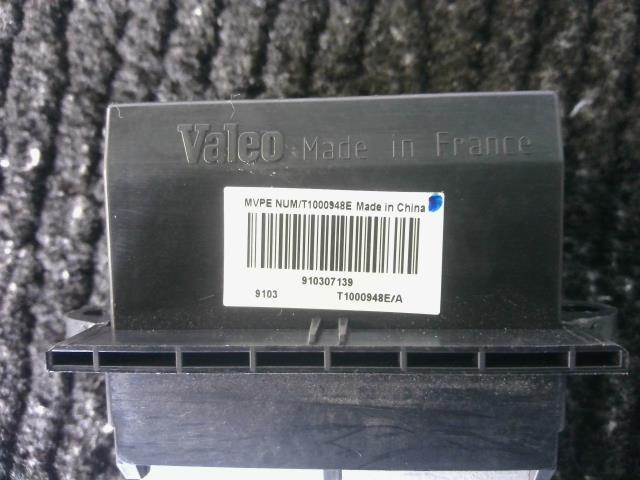 Valeo Made in France
MVPE NUM/T1000948E Made in China
910307139
9103 T1000948E/A